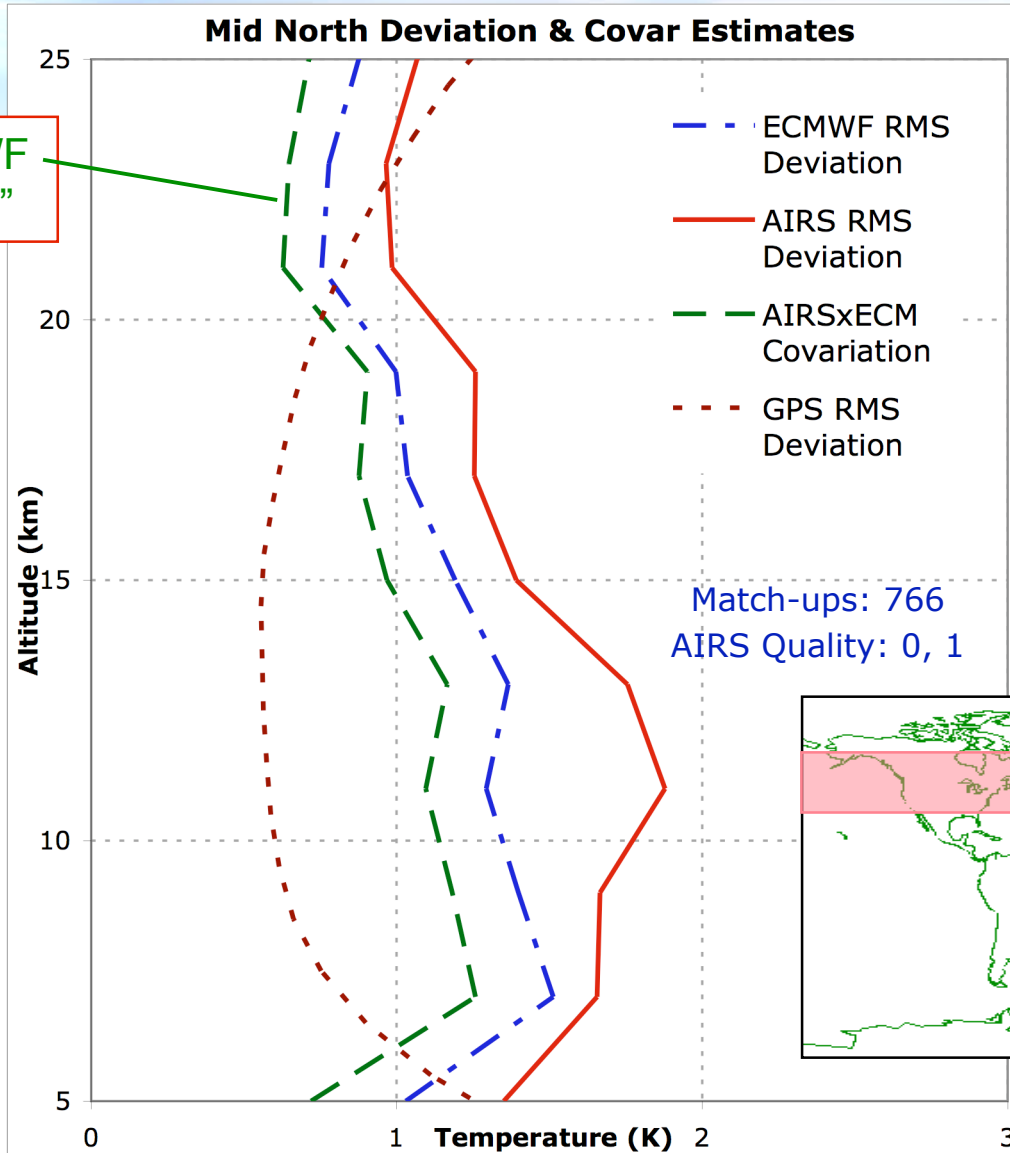 Mid North Deviation & Covar Estimates
25
20
15
10
5
Altitude (km)
ECMWF RMS
Deviation
AIRS RMS
Deviation
AIRSxECM
Covariation
GPS RMS
Deviation
Match-ups: 766
AIRS Quality: 0, 1
0
1
Temperature (K)
2
3